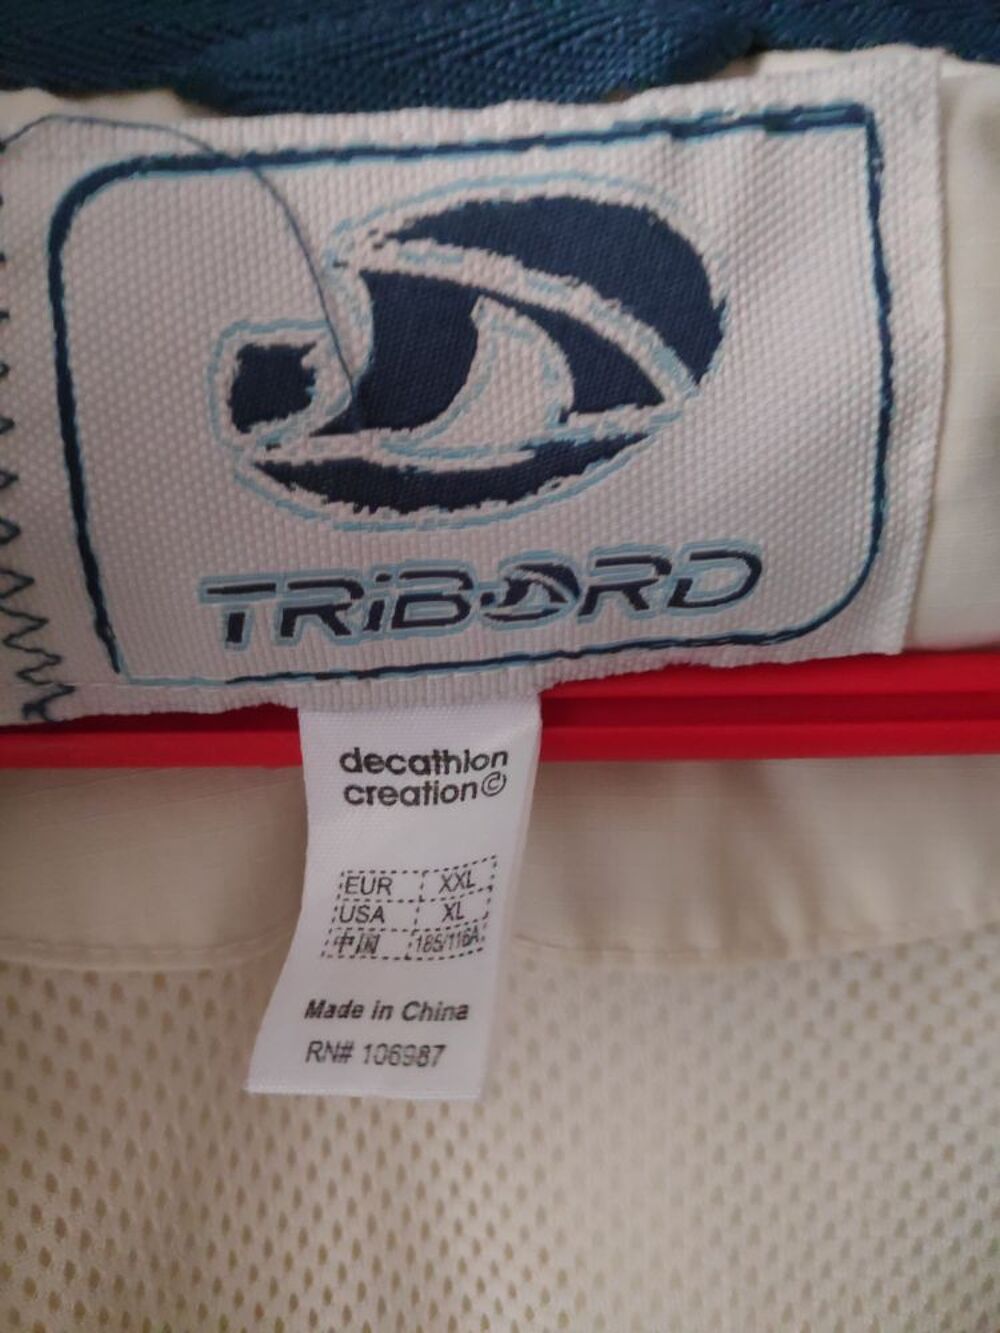 TRiBORD
decathlon
creation©
EUR XXL
USA XL
中国 185/116A
Made in China
RN# 106987